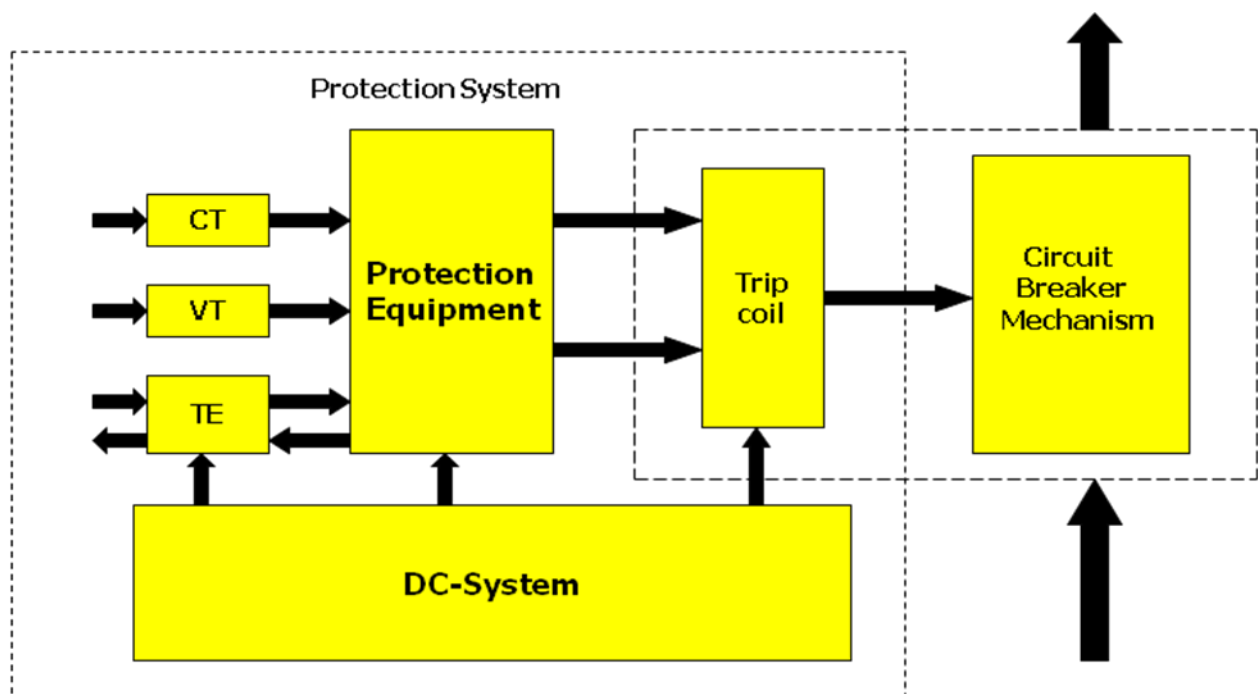 Protection System
CT
VT
TE
Protection
Equipment
Trip
coil
Circuit
Breaker
Mechanism
DC-System